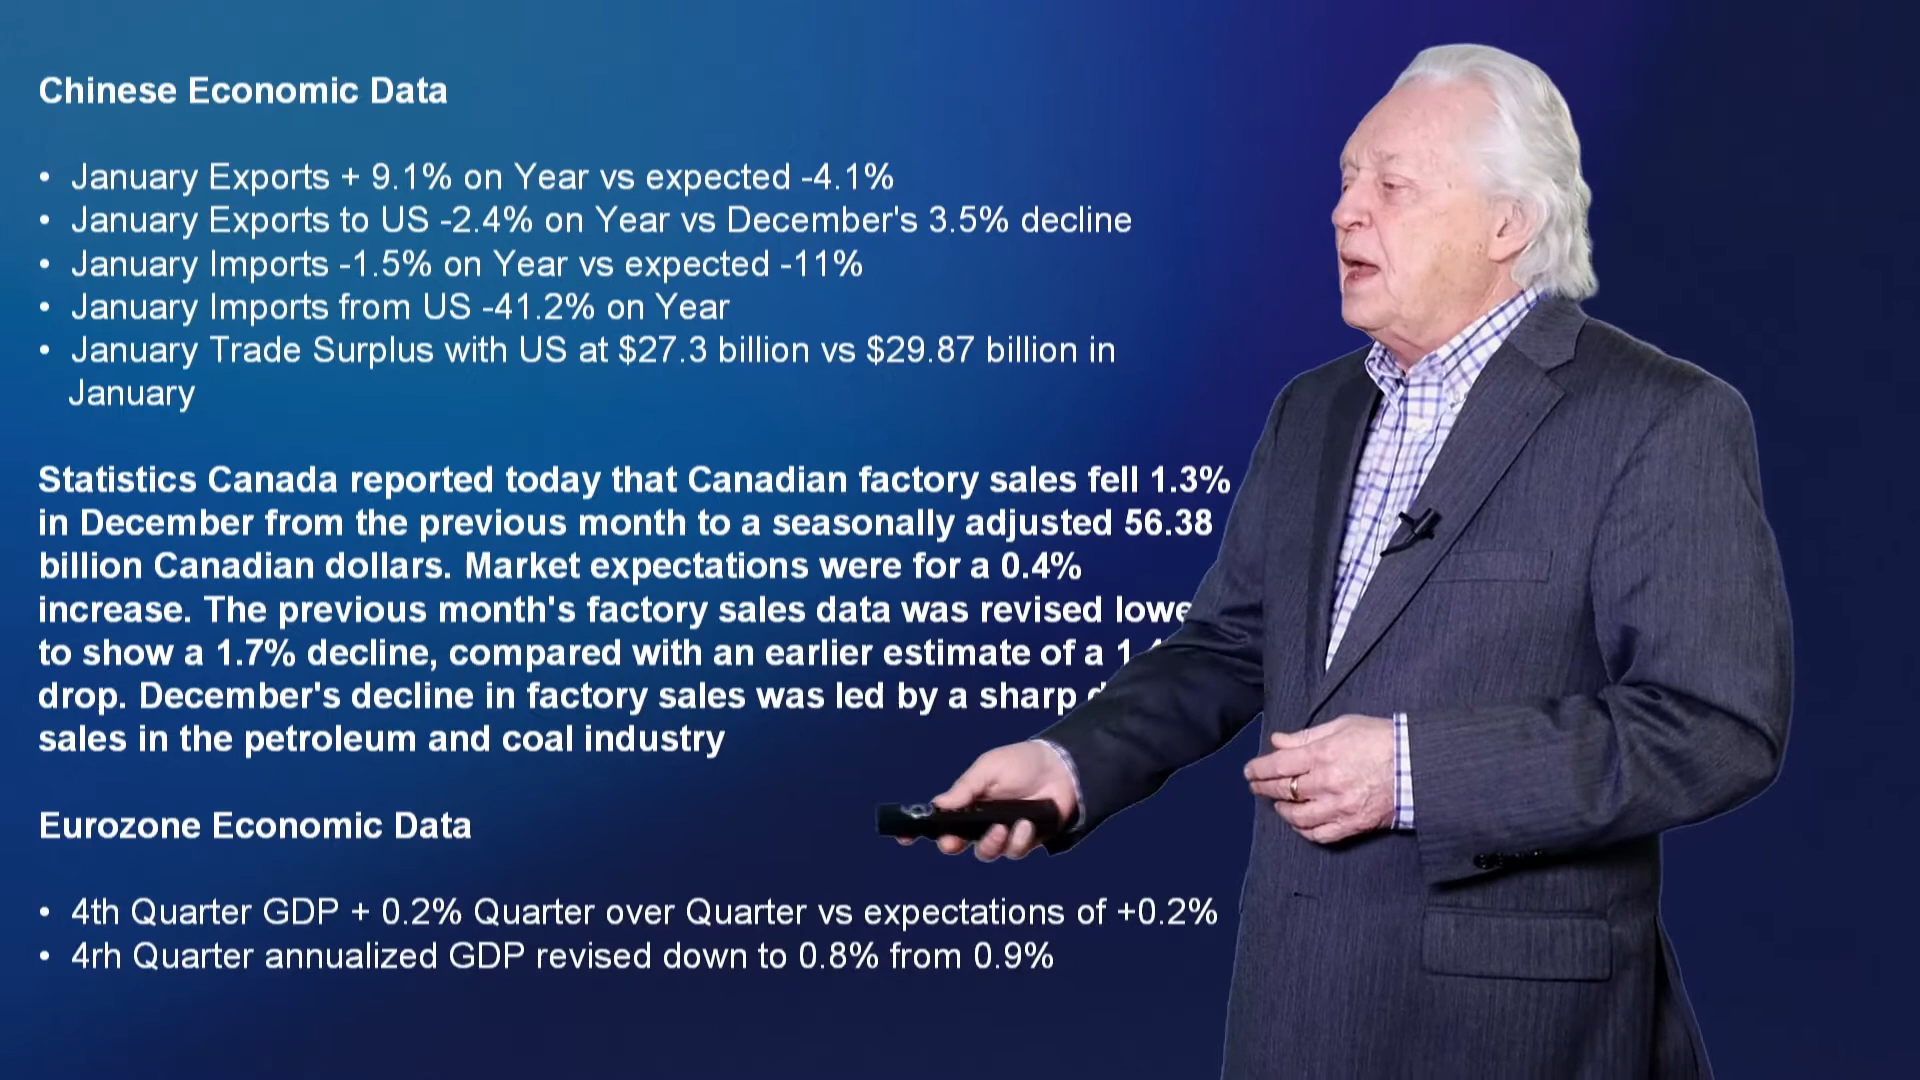 Chinese Economic Data
• January Exports + 9.1% on Year vs expected -4.1%
• January Exports to US -2.4% on Year vs December's 3.5% decline
• January Imports -1.5% on Year vs expected -11%
• January Imports from US -41.2% on Year
• January Trade Surplus with US at $27.3 billion vs $29.87 billion in
January
Statistics Canada reported today that Canadian factory sales fell 1.3%
in December from the previous month to a seasonally adjusted 56.38
billion Canadian dollars. Market expectations were for a 0.4%
increase. The previous month's factory sales data was revised
to show a 1.7% decline, compared with an earlier estimate of a
drop. December's decline in factory sales was led by a sharp
sales in the petroleum and coal industry
Eurozone Economic Data
• 4th Quarter GDP + 0.2% Quarter over Quarter vs expectations of +0.2%
• 4rh Quarter annualized GDP revised down to 0.8% from 0.9%